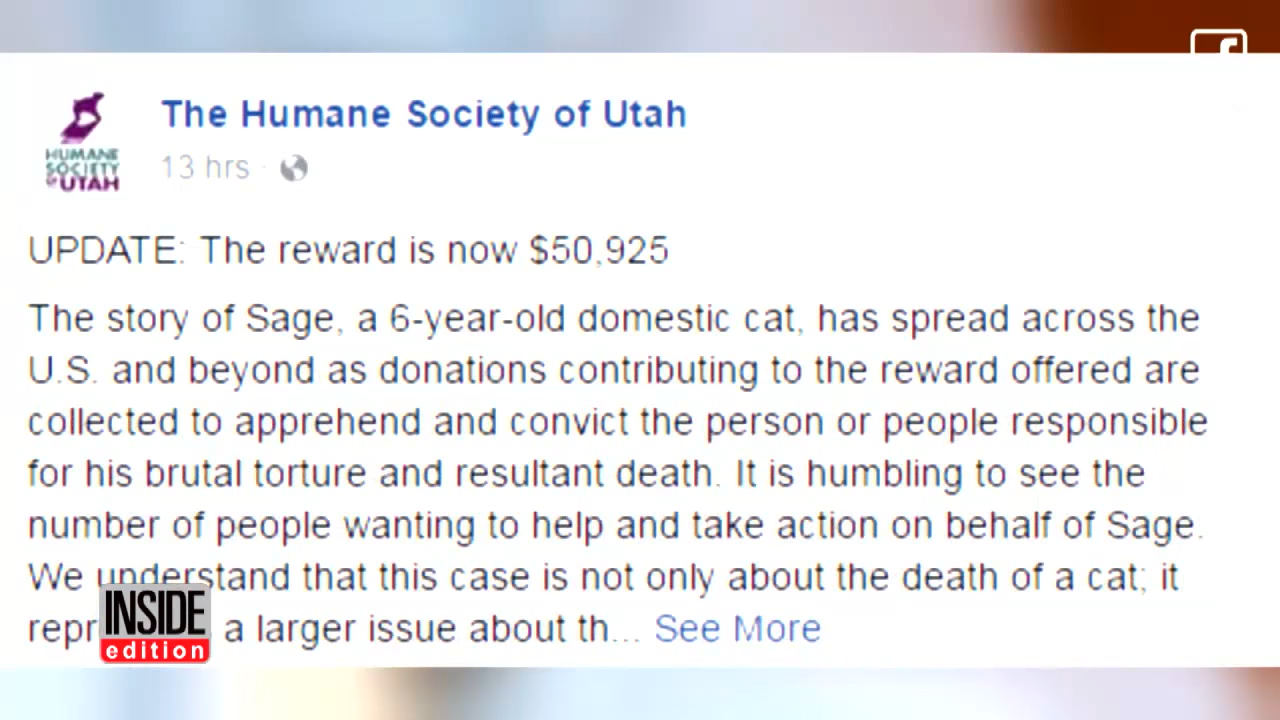 The Humane Society of Utah
HUMANE
SOCIETY
of UTAH
13 hrs ·
UPDATE: The reward is now $50,925
The story of Sage, a 6-year-old domestic cat, has spread across the
U.S. and beyond as donations contributing to the reward offered are
collected to apprehend and convict the person or people responsible
for his brutal torture and resultant death. It is humbling to see the
number of people wanting to help and take action on behalf of Sage.
We understand that this case is not only about the death of a cat; it
repr a larger issue about th... See More
INSIDE
edition